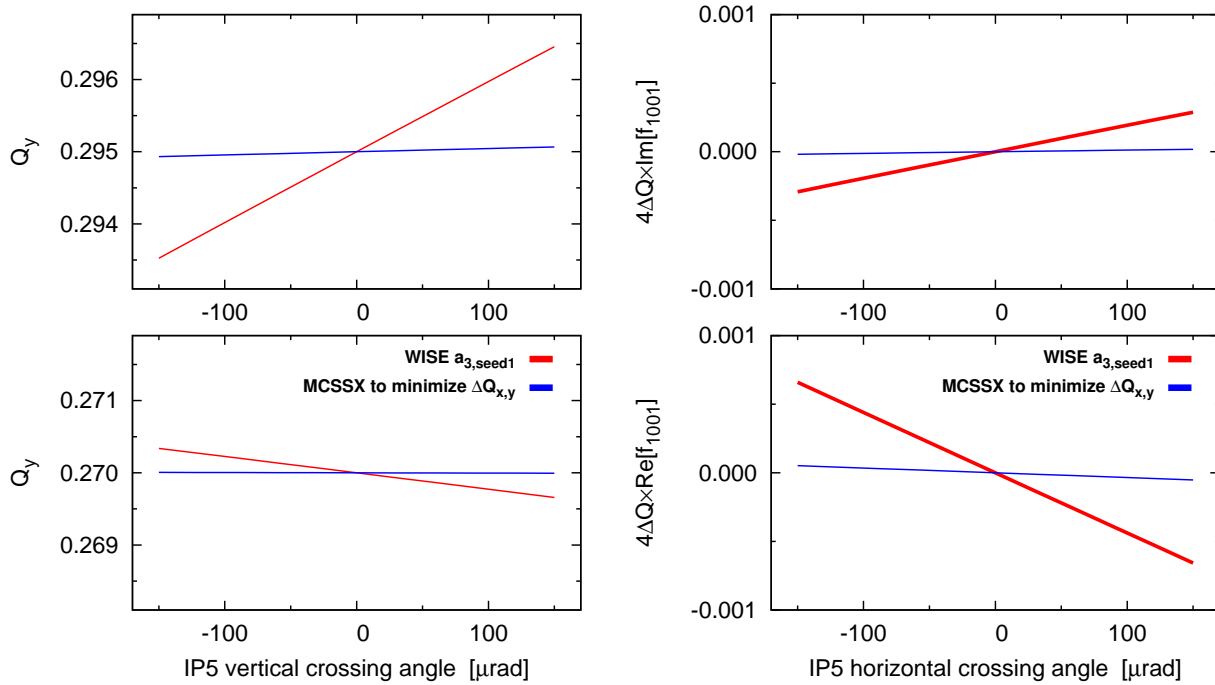 Q_y
0.296
0.295
0.294
-100 0 100
4ΔQ×Im[f_1001]
0.001
0.000
-0.001
-100 0 100
Q_y
0.271
0.270
0.269
WISE a_3,seed1
MCSSX to minimize ΔQ_x,y
-100 0 100
IP5 vertical crossing angle [μrad]
4ΔQ×Re[f_1001]
0.001
0.000
-0.001
WISE a_3,seed1
MCSSX to minimize ΔQ_x,y
-100 0 100
IP5 horizontal crossing angle [μrad]